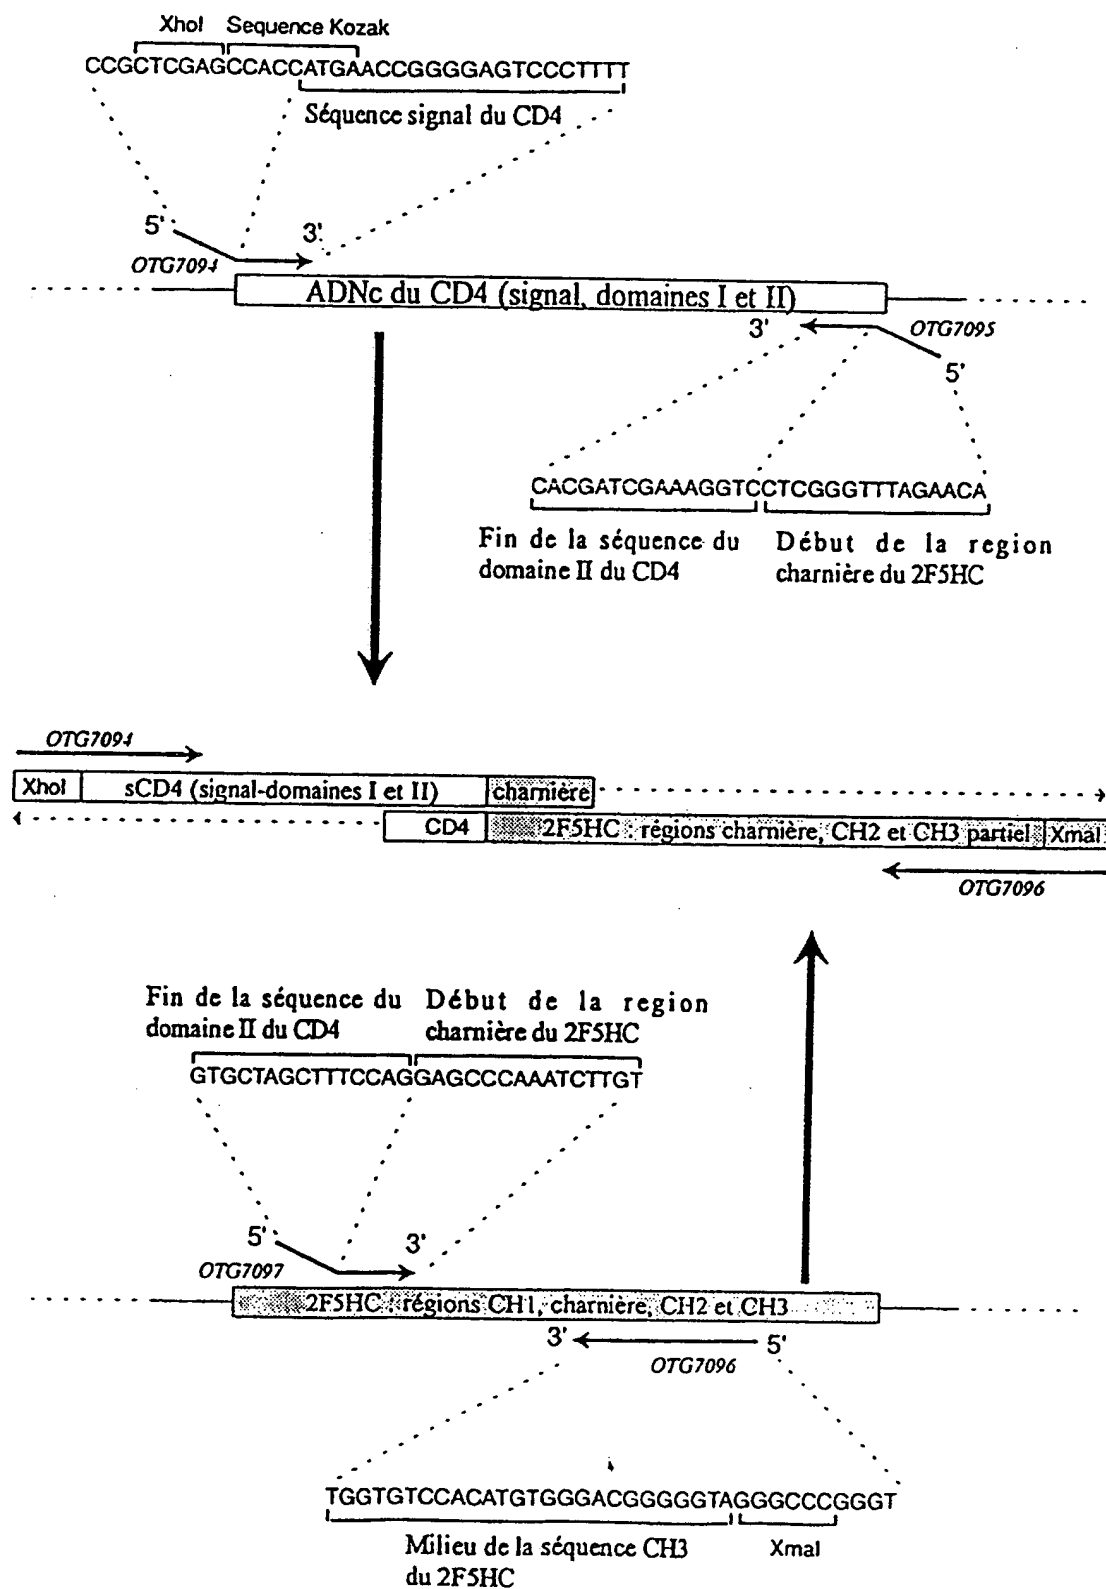 XhoI Sequence Kozak
CCGCTCGAGCCACCATGAACCGGGGAGTCCCTTTT
Séquence signal du CD4
5'
3'
OTG7094
ADNc du CD4 (signal, domaines I et II)
3'
OTG7095
5'
CACGATCGAAAGGTCCTCGGGTTTAGAACA
Fin de la séquence du domaine II du CD4
Début de la region charnière du 2F5HC
OTG7094
XhoI sCD4 (signal-domaines I et II) charnière
CD4 2F5HC : régions charnière, CH2 et CH3 partiel XmaI
OTG7096
Fin de la séquence du domaine II du CD4
Début de la region charnière du 2F5HC
GTGCTAGCTTTCCAGGAGCCCAAATCTTGT
5'
3'
OTG7097
2F5HC : régions CH1, charnière, CH2 et CH3
3'
5'
OTG7096
TGGTGTCCACATGTGGGACGGGGGTAGGGCCCGGGT
Milieu de la séquence CH3 du 2F5HC
XmaI